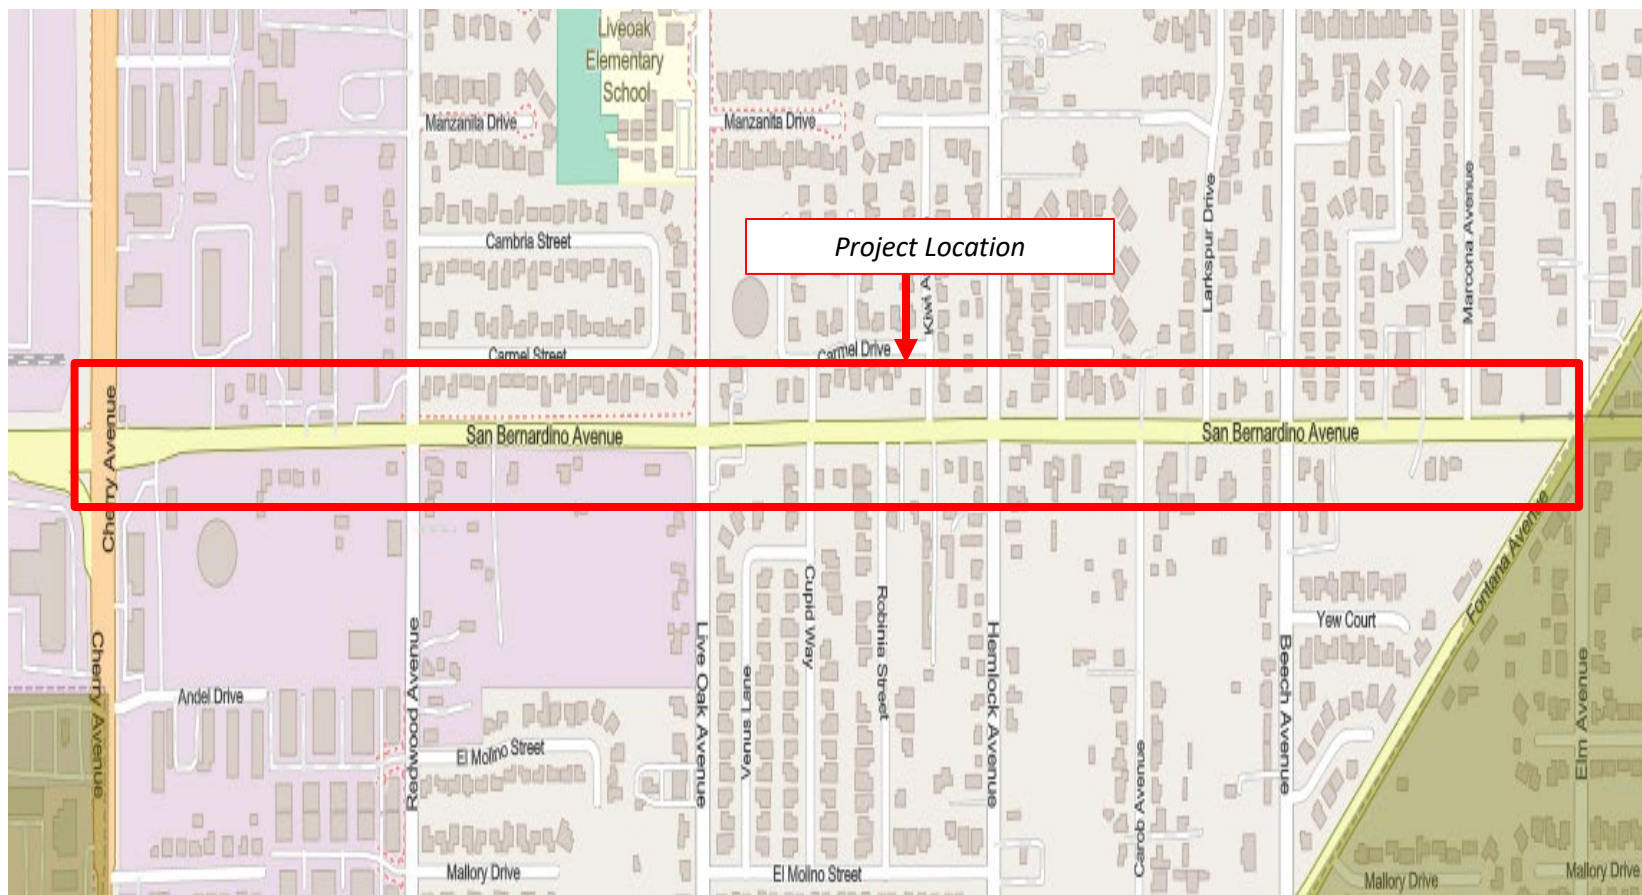 Liveoak
Elementary
School
Manzanita Drive
Manzanita Drive
Larkspur Drive
Marcona Avenue
Cambria Street
Project Location
Carmel Street
Carmel Drive
Cherry Avenue
San Bernardino Avenue
San Bernardino Avenue
Fontana Avenue
Cupid Way
Robinia Street
Yew Court
Cherry Avenue
Redwood Avenue
Live Oak Avenue
Venus Lane
Hemlock Avenue
Beech Avenue
Elm Avenue
Andel Drive
El Molino Street
Carob Avenue
Mallory Drive
El Molino Street
Mallory Drive
Mallory Drive
Kiwi A